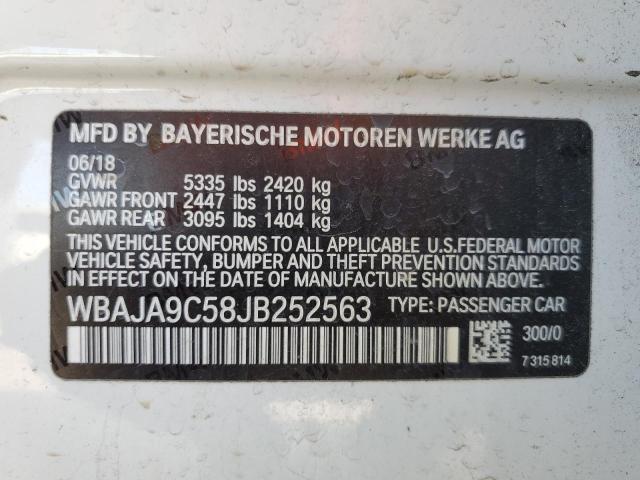 MFD BY BAYERISCHE MOTOREN WERKE AG
06/18
GVWR 5335 lbs 2420 kg
GAWR FRONT 2447 lbs 1110 kg
GAWR REAR 3095 lbs 1404 kg
THIS VEHICLE CONFORMS TO ALL APPLICABLE U.S.FEDERAL MOTOR
VEHICLE SAFETY, BUMPER AND THEFT PREVENTION STANDARDS
IN EFFECT ON THE DATE OF MANUFACTURE SHOWN ABOVE.
WBAJA9C58JB252563 TYPE: PASSENGER CAR
300/0
7 315 814